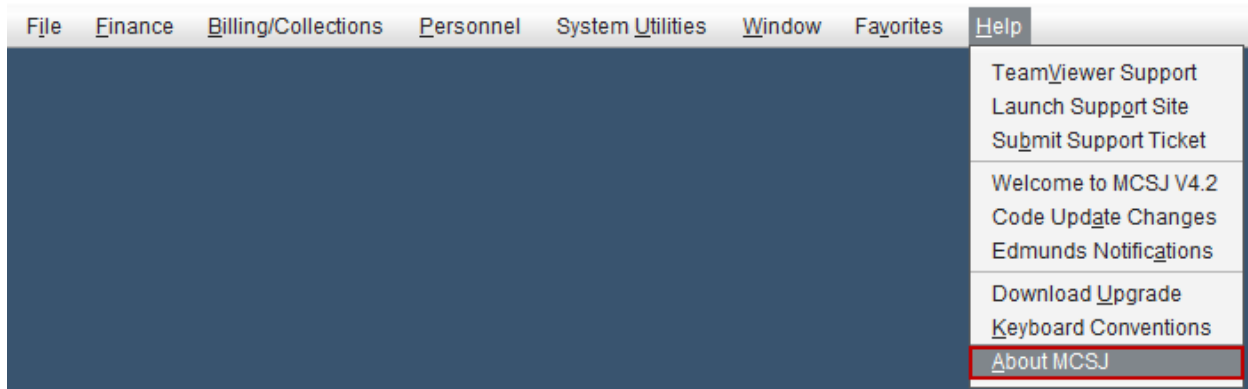 File Finance Billing/Collections Personnel System Utilities Window Favorites Help
TeamViewer Support
Launch Support Site
Submit Support Ticket
Welcome to MCSJ V4.2
Code Update Changes
Edmunds Notifications
Download Upgrade
Keyboard Conventions
About MCSJ